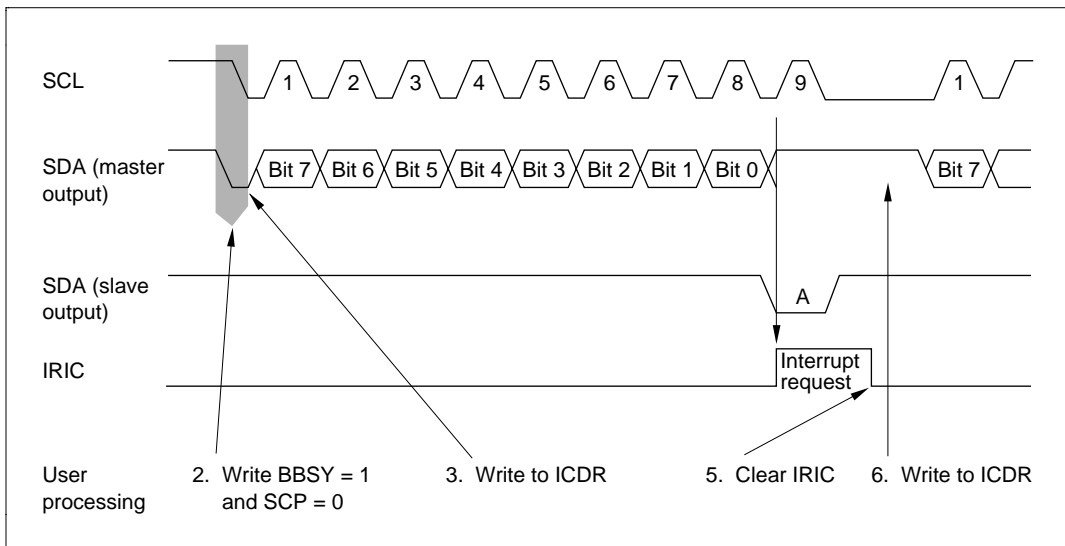 SCL
1 2 3 4 5 6 7 8 9 1
SDA (master
output)
Bit 7 Bit 6 Bit 5 Bit 4 Bit 3 Bit 2 Bit 1 Bit 0 Bit 7
SDA (slave
output)
A
IRIC
Interrupt
request
User
processing
2. Write BBSY = 1
and SCP = 0
3. Write to ICDR
5. Clear IRIC
6. Write to ICDR